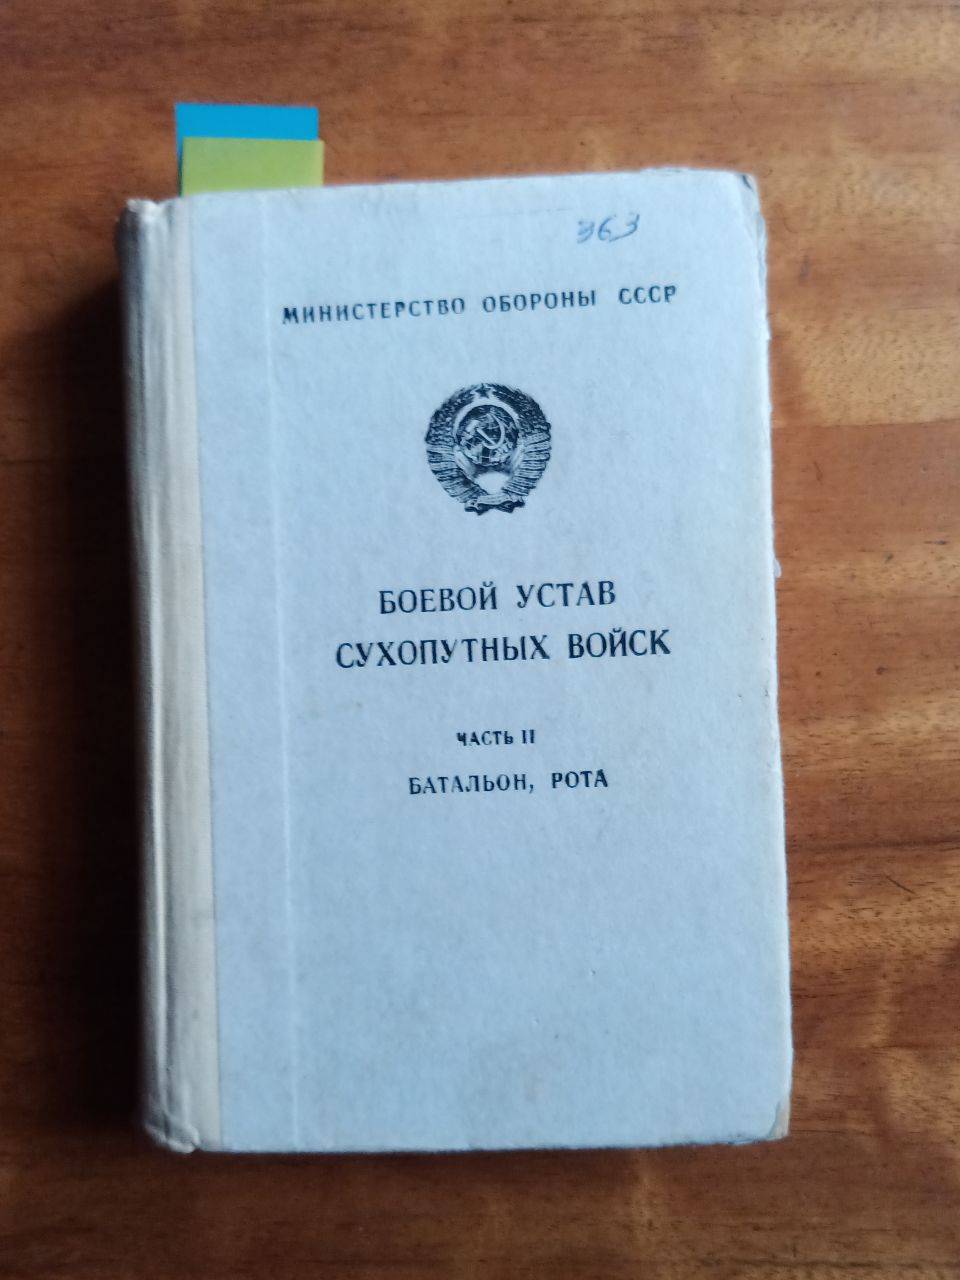 363
МИНИСТЕРСТВО ОБОРОНЫ СССР
БОЕВОЙ УСТАВ
СУХОПУТНЫХ ВОЙСК
ЧАСТЬ II
БАТАЛЬОН, РОТА